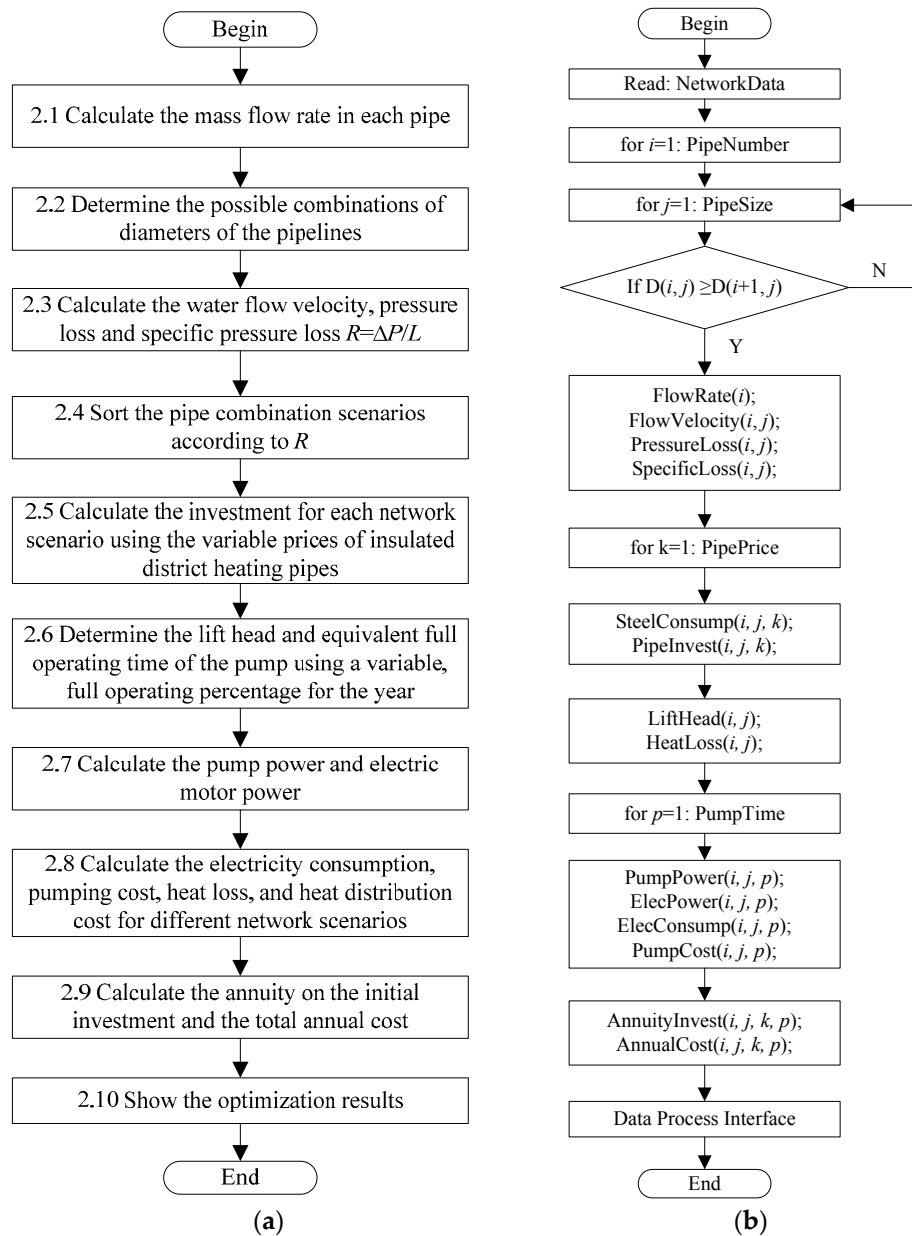 Begin
2.1 Calculate the mass flow rate in each pipe
2.2 Determine the possible combinations of
diameters of the pipelines
2.3 Calculate the water flow velocity, pressure
loss and specific pressure loss R=ΔP/L
2.4 Sort the pipe combination scenarios
according to R
2.5 Calculate the investment for each network
scenario using the variable prices of insulated
district heating pipes
2.6 Determine the lift head and equivalent full
operating time of the pump using a variable,
full operating percentage for the year
2.7 Calculate the pump power and electric
motor power
2.8 Calculate the electricity consumption,
pumping cost, heat loss, and heat distribution
cost for different network scenarios
2.9 Calculate the annuity on the initial
investment and the total annual cost
2.10 Show the optimization results
End
(a)
Begin
Read: NetworkData
for i=1: PipeNumber
for j=1: PipeSize
If D(i, j) ≥D(i+1, j)
N
Y
FlowRate(i);
FlowVelocity(i, j);
PressureLoss(i, j);
SpecificLoss(i, j);
for k=1: PipePrice
SteelConsump(i, j, k);
PipeInvest(i, j, k);
LiftHead(i, j);
HeatLoss(i, j);
for p=1: PumpTime
PumpPower(i, j, p);
ElecPower(i, j, p);
ElecConsump(i, j, p);
PumpCost(i, j, p);
AnnuityInvest(i, j, k, p);
AnnualCost(i, j, k, p);
Data Process Interface
End
(b)